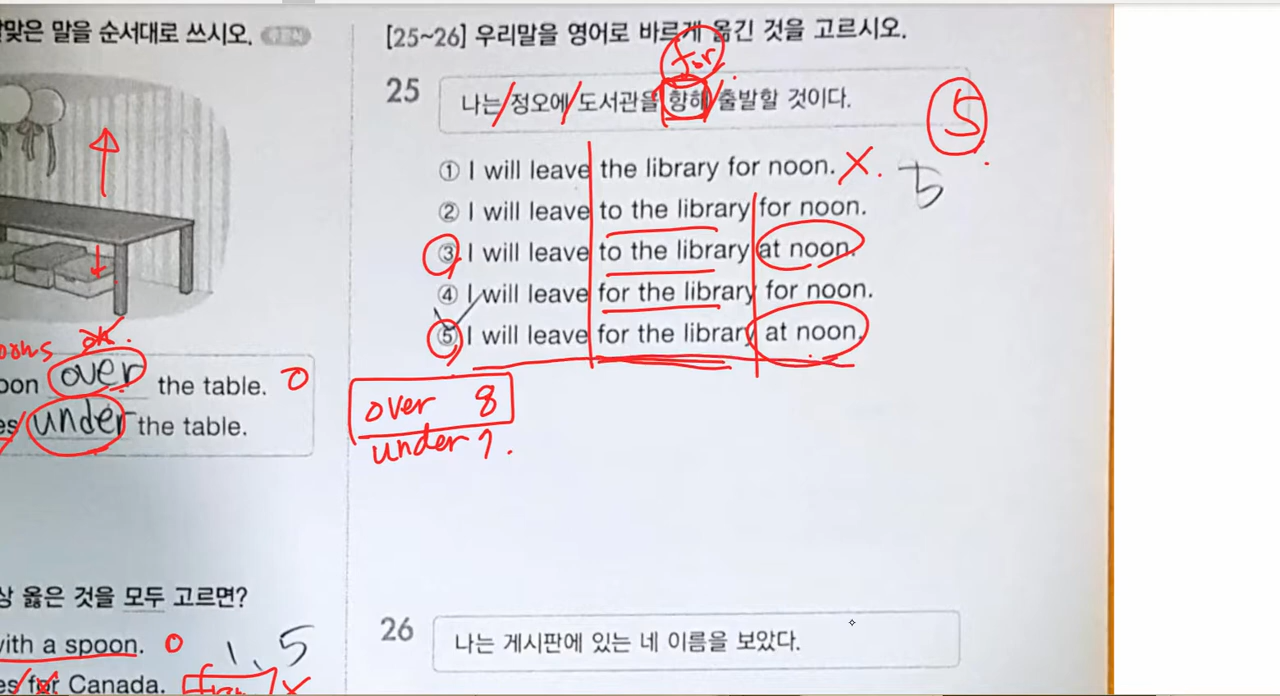 맞은 말을 순서대로 쓰시오.
over the table. O
under the table.
상 옳은 것을 모두 고르면?
with a spoon. O 1, 5
for Canada.
[25~26] 우리말을 영어로 바르게 옮긴 것을 고르시오.
for
25 나는/정오에/도서관을 향해/출발할 것이다.
5
① I will leave the library for noon. X.
5
② I will leave to the library for noon.
③ I will leave to the library at noon.
④ I will leave for the library for noon.
⑤ I will leave for the library at noon.
over 8
under 7.
26 나는 게시판에 있는 네 이름을 보았다.